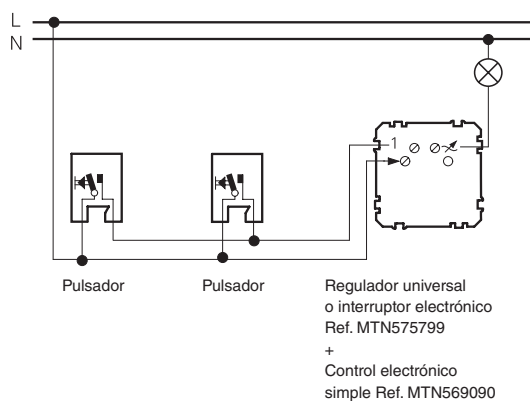 L
N
1
Pulsador
Pulsador
Regulador universal
o interruptor electrónico
Ref. MTN575799
+
Control electrónico
simple Ref. MTN569090